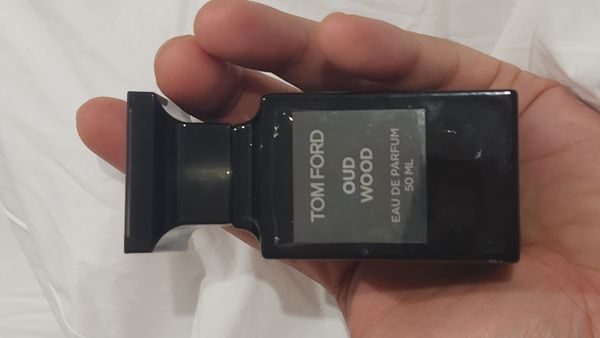 TOM FORD
OUD
WOOD
EAU DE PARFUM
50 ML